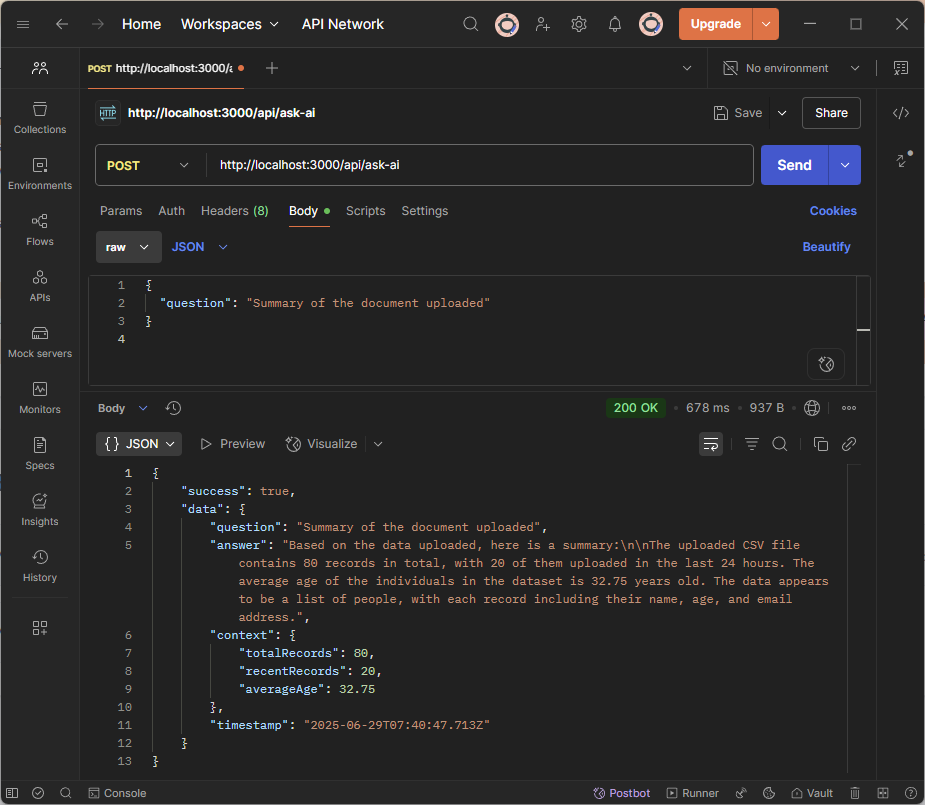 Home Workspaces API Network Upgrade
POST http://localhost:3000/a No environment
HTTP http://localhost:3000/api/ask-ai Save Share
Collections
Environments
Flows
APIs
Mock servers
Monitors
Specs
Insights
History
POST http://localhost:3000/api/ask-ai Send
Params Auth Headers (8) Body Scripts Settings Cookies
raw JSON Beautify
1 {
2 "question": "Summary of the document uploaded"
3 }
4
Body 200 OK 678 ms 937 B
{} JSON Preview Visualize
1 {
2 "success": true,
3 "data": {
4 "question": "Summary of the document uploaded",
5 "answer": "Based on the data uploaded, here is a summary:\n\nThe uploaded CSV file
contains 80 records in total, with 20 of them uploaded in the last 24 hours. The
average age of the individuals in the dataset is 32.75 years old. The data appears
to be a list of people, with each record including their name, age, and email
address.",
6 "context": {
7 "totalRecords": 80,
8 "recentRecords": 20,
9 "averageAge": 32.75
10 },
11 "timestamp": "2025-06-29T07:40:47.713Z"
12 }
13 }
Console Postbot Runner Vault